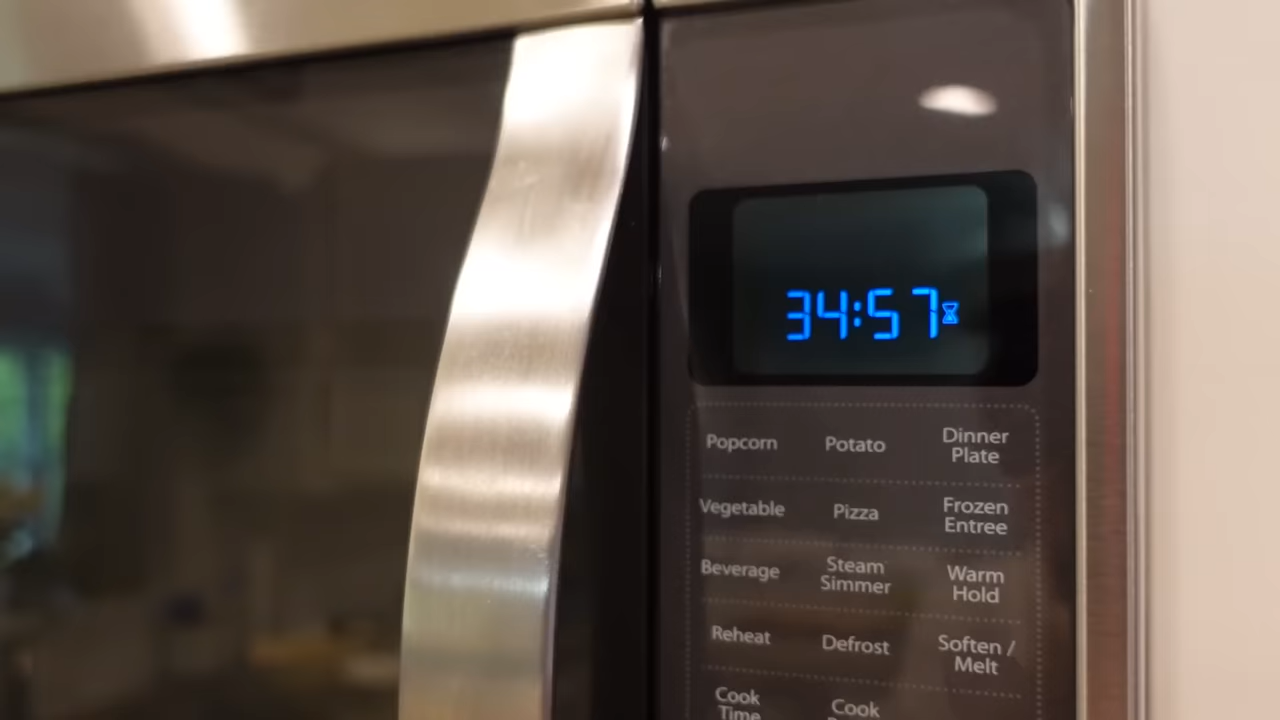 34:57
Popcorn Potato Dinner Plate
Vegetable Pizza Frozen Entree
Beverage Steam Simmer Warm Hold
Reheat Defrost Soften / Melt
Cook Time Cook